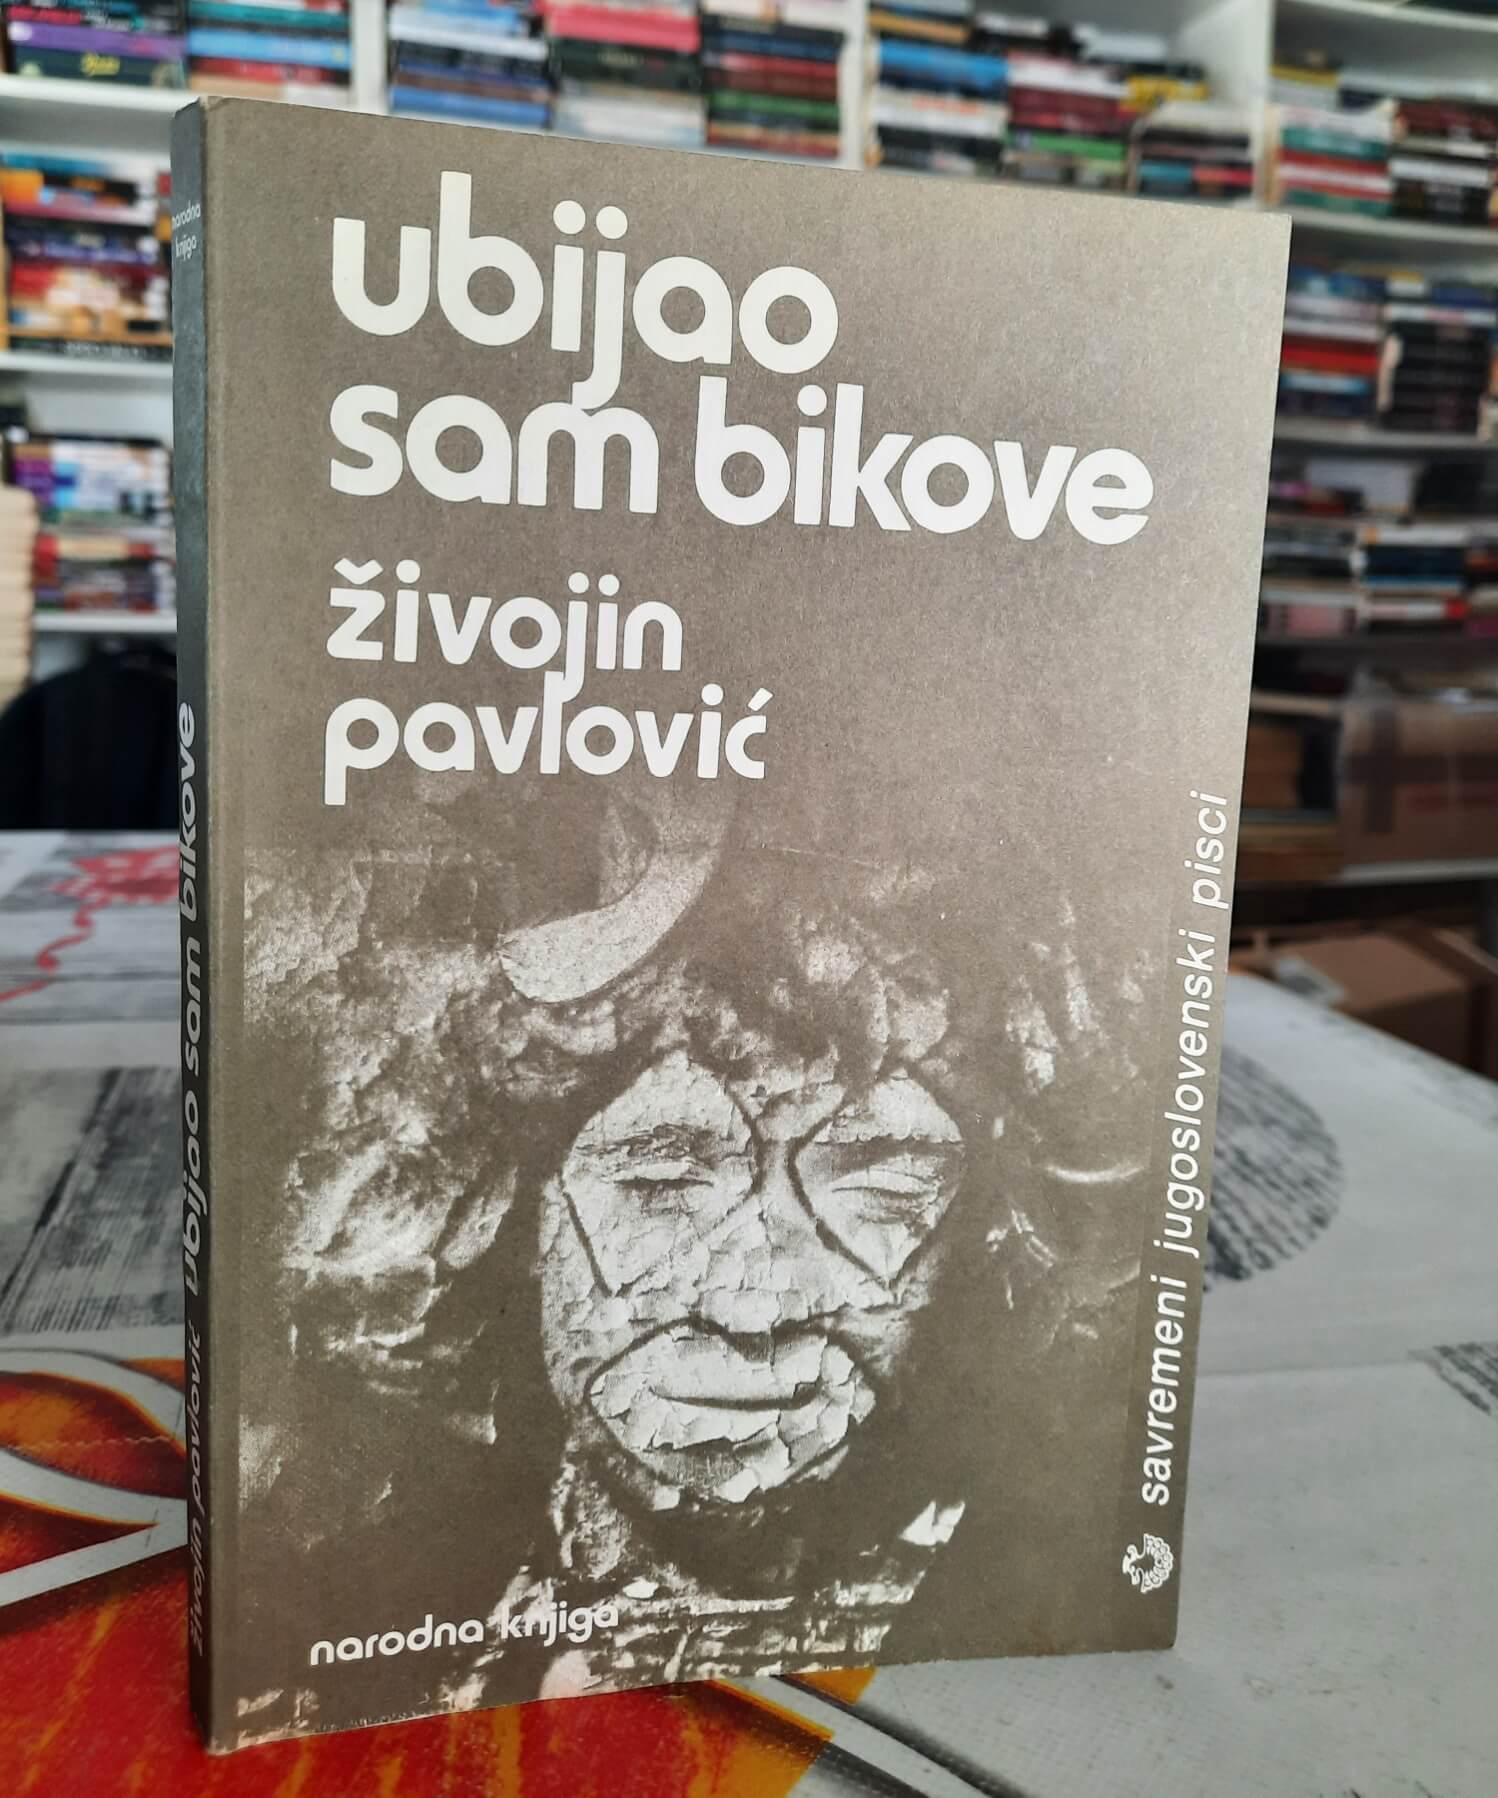 ubijao
sam bikove
živojin
pavlović
savremeni jugoslovenski pisci
narodna knjiga
narodna
knjiga
živojin pavlović ubijao sam bikove